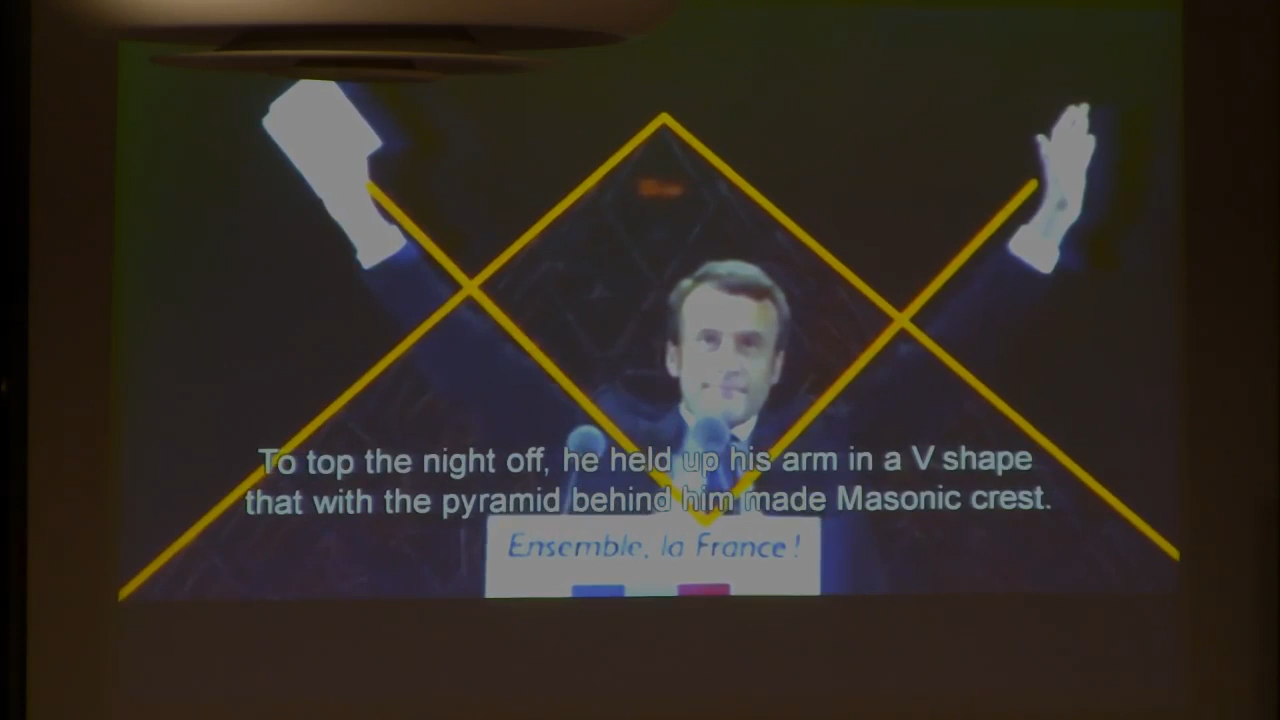 To top the night off, he held up his arm in a V shape
that with the pyramid behind him made Masonic crest.
Ensemble, la France !